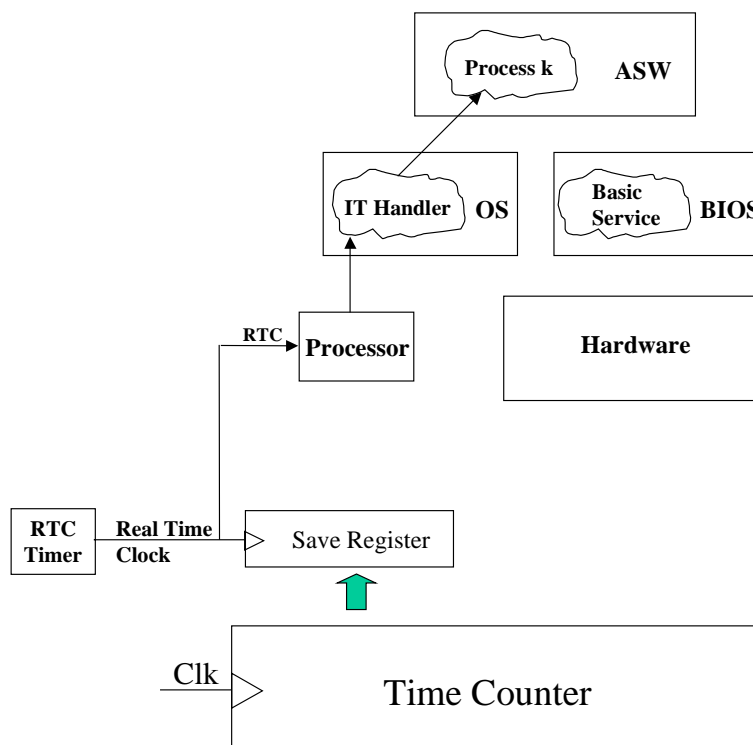 Process k
ASW
IT Handler
OS
Basic
Service
BIOS
RTC
Processor
Hardware
RTC
Timer
Real Time
Clock
Save Register
Clk
Time Counter